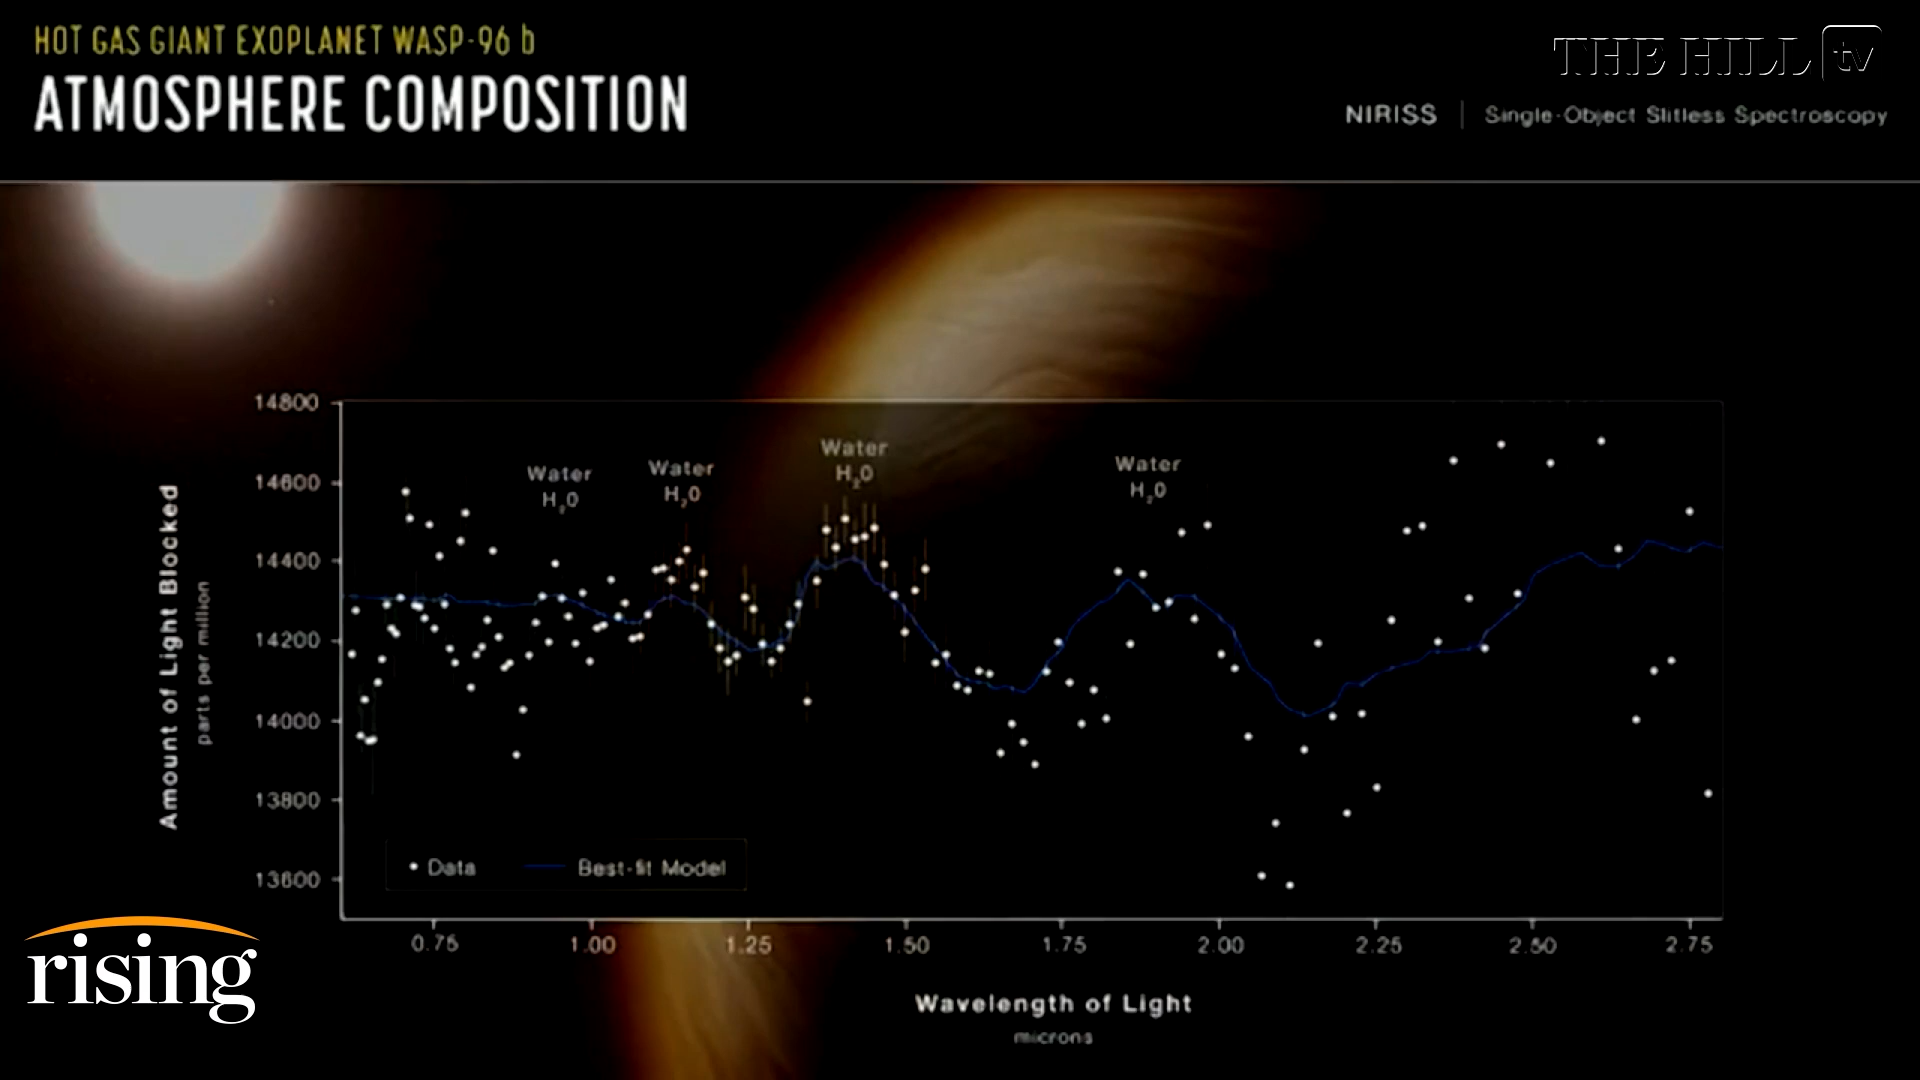 HOT GAS GIANT EXOPLANET WASP-96 b
ATMOSPHERE COMPOSITION
THE HILL tv
NIRISS | Single-Object Slitless Spectroscopy
14800
14600
14400
14200
14000
13800
13600
Amount of Light Blocked
parts per million
Water
H₂O
Water
H₂O
Water
H₂O
Water
H₂O
Data
Best-fit Model
0.75 1.00 1.25 1.50 1.75 2.00 2.25 2.50 2.75
Wavelength of Light
microns
rising